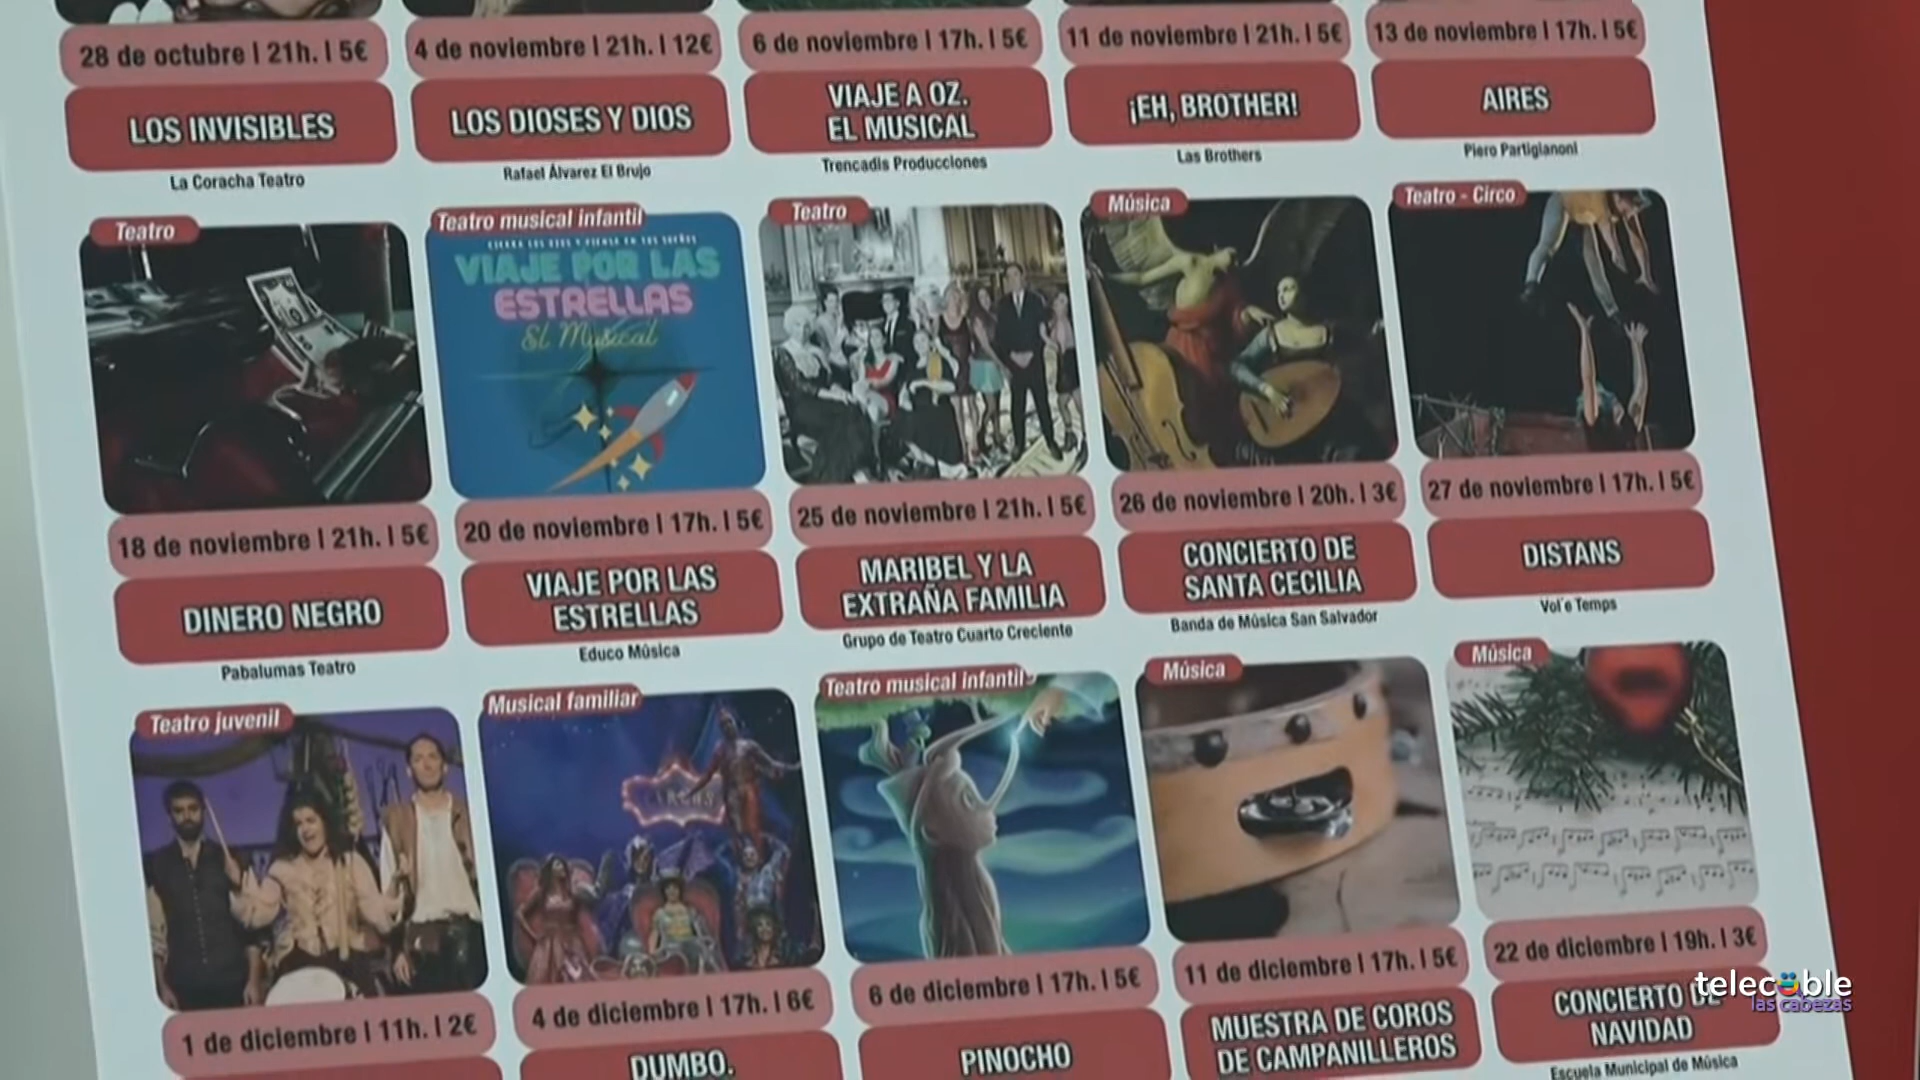 28 de octubre | 21h. | 5€
LOS INVISIBLES
La Coracha Teatro
4 de noviembre | 21h. | 12€
LOS DIOSES Y DIOS
Rafael Álvarez El Brujo
6 de noviembre | 17h. | 5€
VIAJE A OZ.
EL MUSICAL
Trencadis Producciones
11 de noviembre | 21h. | 5€
¡EH, BROTHER!
Las Brothers
13 de noviembre | 17h. | 5€
AIRES
Piero Partigianoni
Teatro
18 de noviembre | 21h. | 5€
DINERO NEGRO
Pabalumas Teatro
Teatro musical infantil
CIERRA LOS OJOS Y PIENSA EN TUS SUEÑOS
VIAJE POR LAS
ESTRELLAS
El Musical
20 de noviembre | 17h. | 5€
VIAJE POR LAS
ESTRELLAS
Educo Música
Teatro
25 de noviembre | 21h. | 5€
MARIBEL Y LA
EXTRAÑA FAMILIA
Grupo de Teatro Cuarto Creciente
Música
26 de noviembre | 20h. | 3€
CONCIERTO DE
SANTA CECILIA
Banda de Música San Salvador
Teatro - Circo
27 de noviembre | 17h. | 5€
DISTANS
Vol´e Temps
Teatro juvenil
1 de diciembre | 11h. | 2€
Musical familiar
CIRCUS
4 de diciembre | 17h. | 6€
DUMBO.
Teatro musical infantil
6 de diciembre | 17h. | 5€
PINOCHO
Música
11 de diciembre | 17h. | 5€
MUESTRA DE COROS
DE CAMPANILLEROS
Música
22 de diciembre | 19h. | 3€
CONCIERTO DE
NAVIDAD
Escuela Municipal de Música
telecable
las cabezas